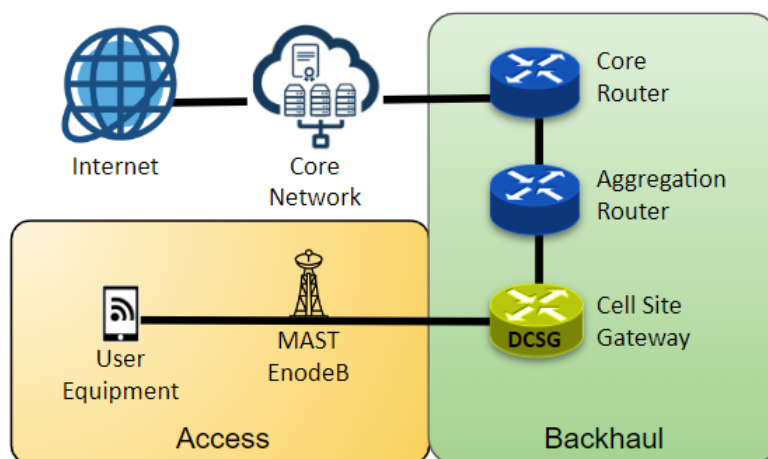 Internet
Core
Network
Core
Router
Aggregation
Router
DCSG
Cell Site
Gateway
User
Equipment
MAST
EnodeB
Access
Backhaul